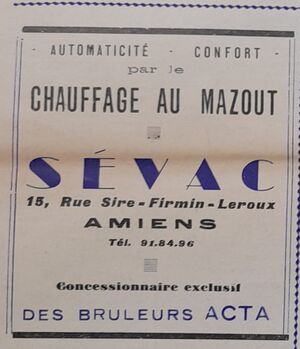 - AUTOMATICITÉ - CONFORT -
par le
CHAUFFAGE AU MAZOUT
SÉVAC
15, Rue Sire-Firmin-Leroux
AMIENS
Tél. 91.84.96
Concessionnaire exclusif
DES BRULEURS ACTA